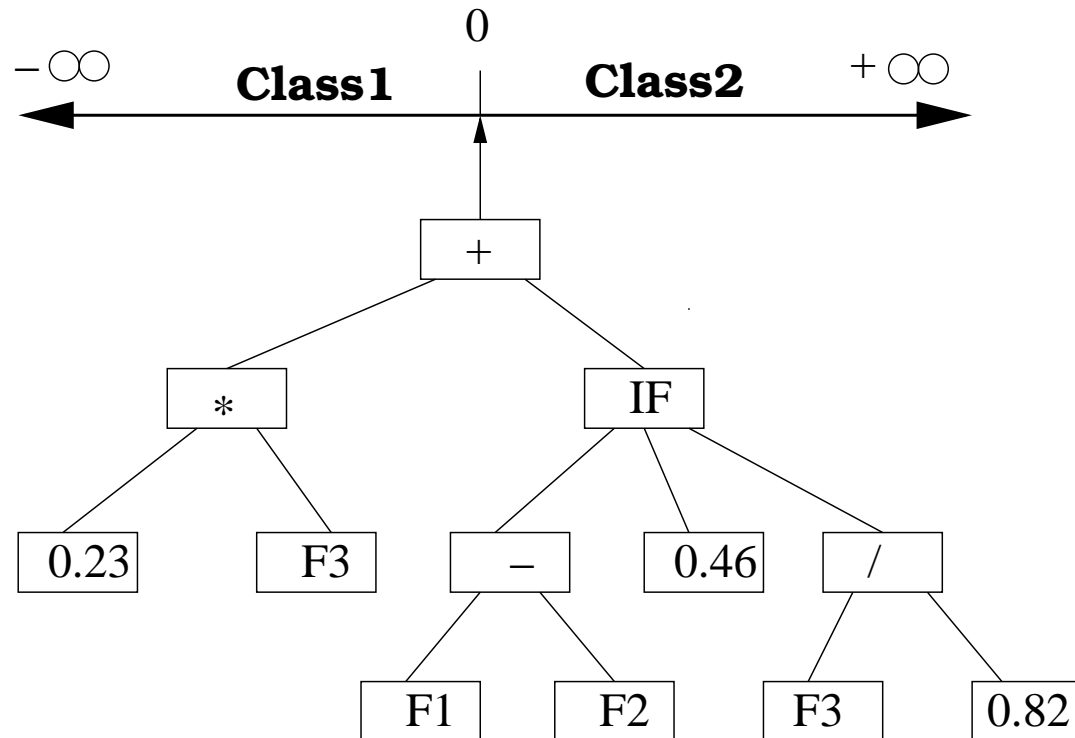 0
– ∞ Class1 Class2 + ∞
+
* IF
0.23 F3 – 0.46 /
F1 F2 F3 0.82